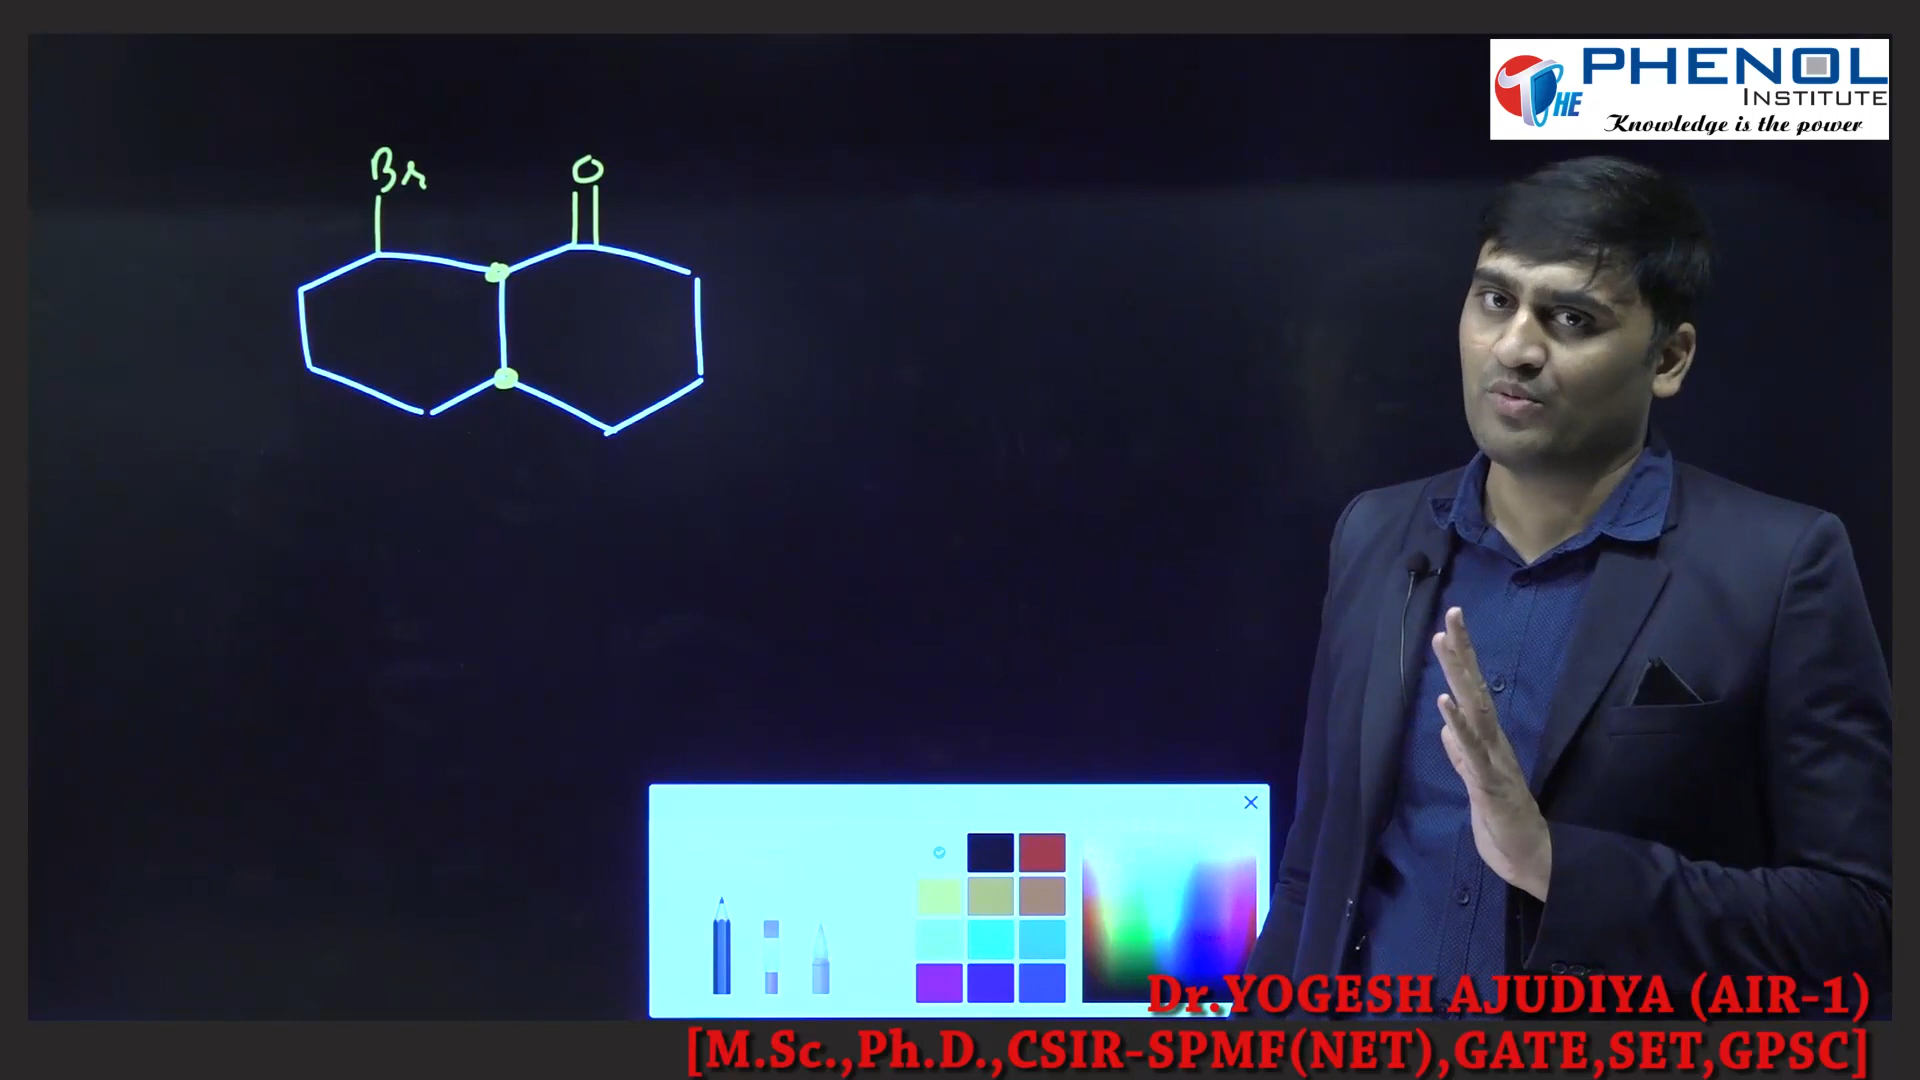 THE PHENOL
INSTITUTE
Knowledge is the power
Br
O
Dr.YOGESH AJUDIYA (AIR-1)
[M.Sc.,Ph.D.,CSIR-SPMF(NET),GATE,SET,GPSC]